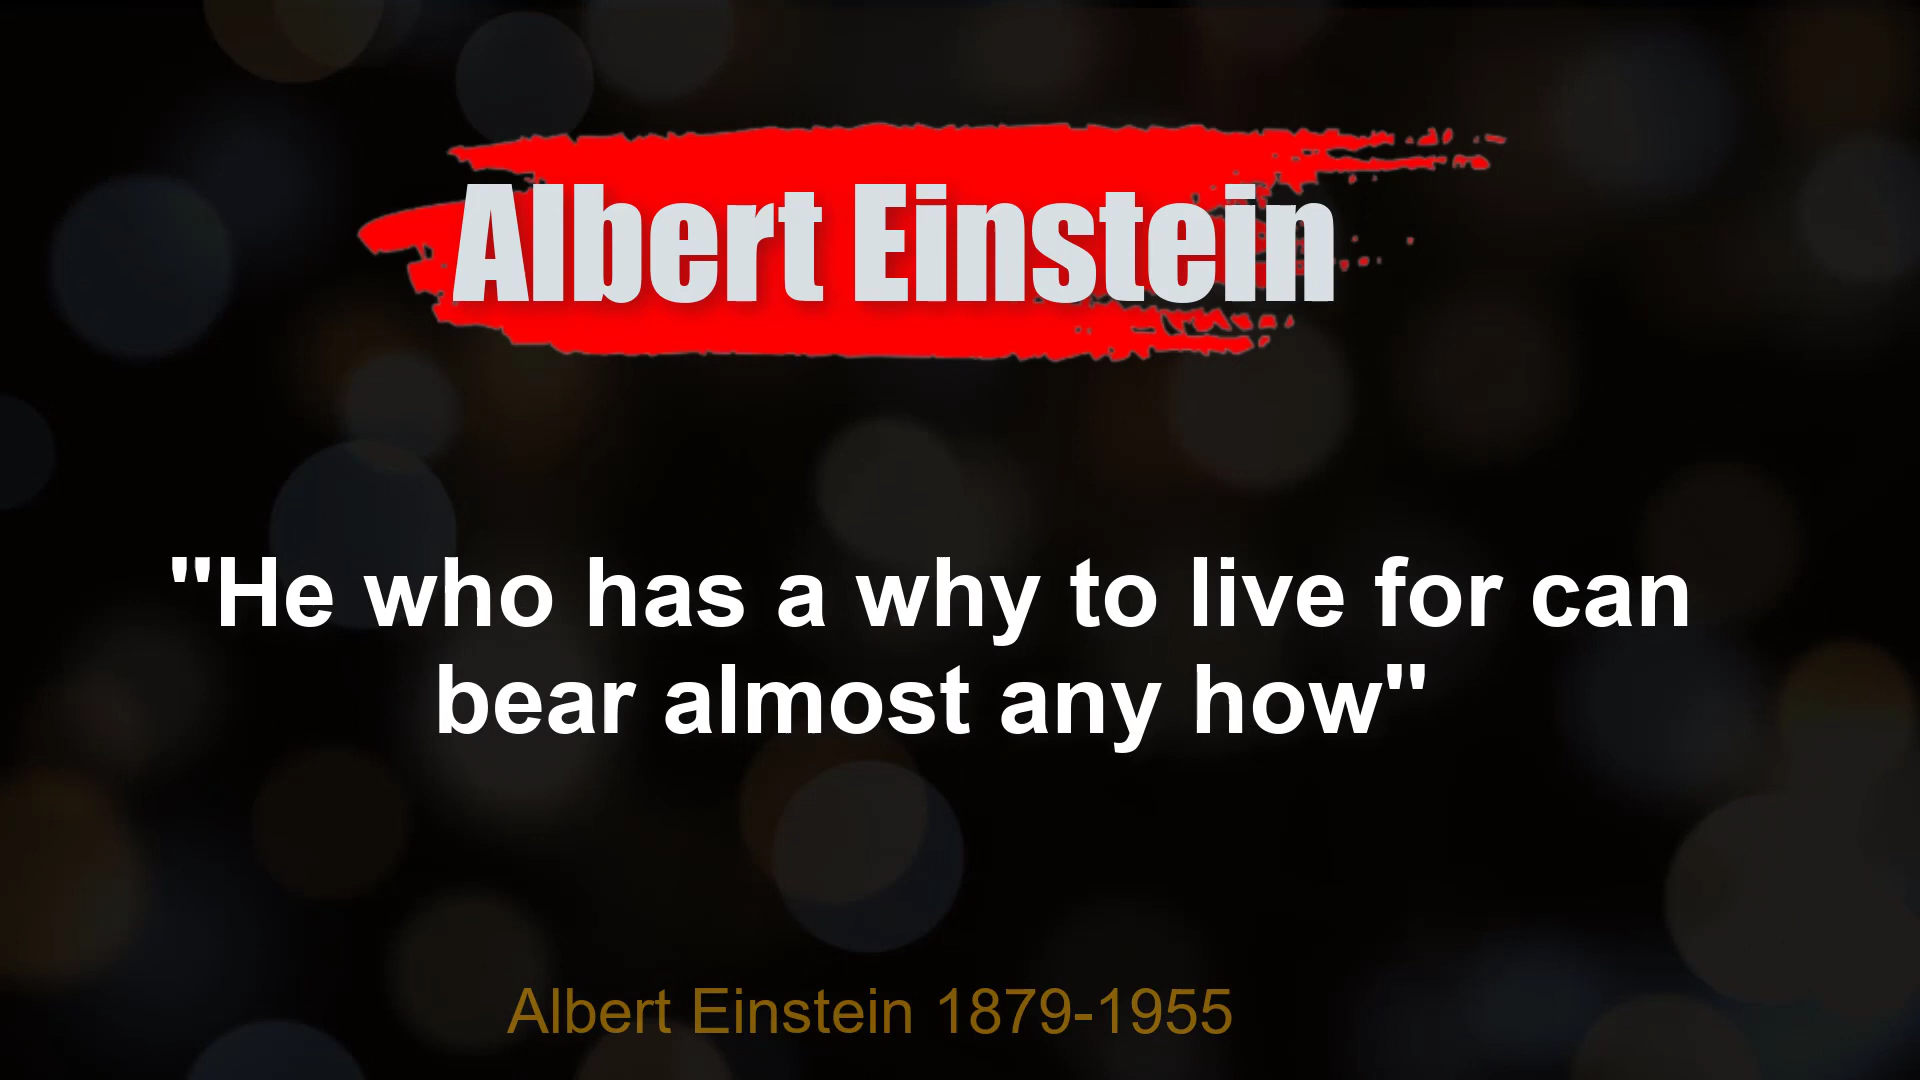 Albert Einstein
"He who has a why to live for can
bear almost any how"
Albert Einstein 1879-1955